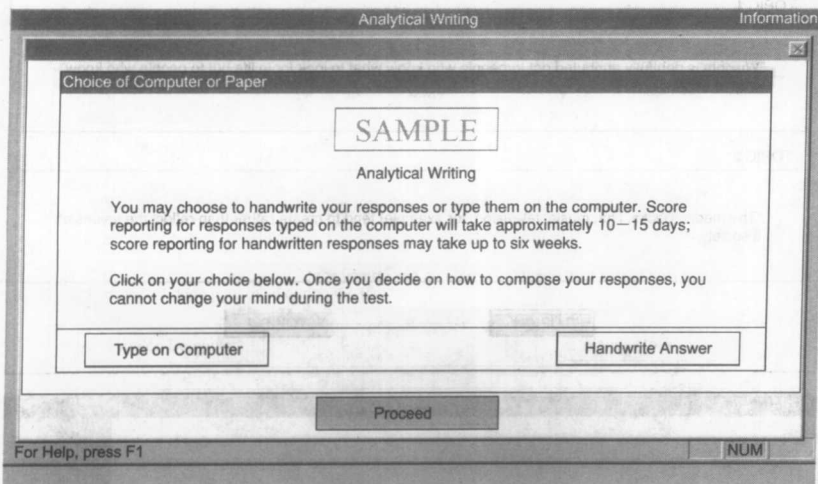 Analytical Writing
Information
Choice of Computer or Paper
SAMPLE
Analytical Writing
You may choose to handwrite your responses or type them on the computer. Score
reporting for responses typed on the computer will take approximately 10—15 days;
score reporting for handwritten responses may take up to six weeks.
Click on your choice below. Once you decide on how to compose your responses, you
cannot change your mind during the test.
Type on Computer
Handwrite Answer
Proceed
For Help, press F1
NUM